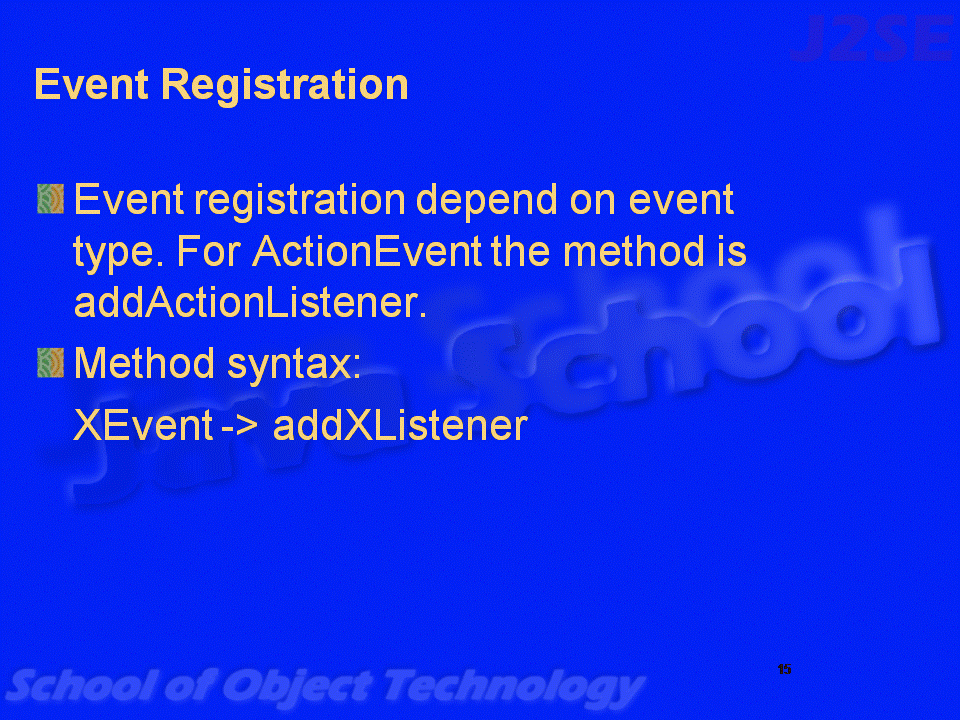 J2SE
Event Registration
Event registration depend on event
type. For ActionEvent the method is
addActionListener.
Method syntax:
XEvent -> addXListener
Java School
School of Object Technology
15